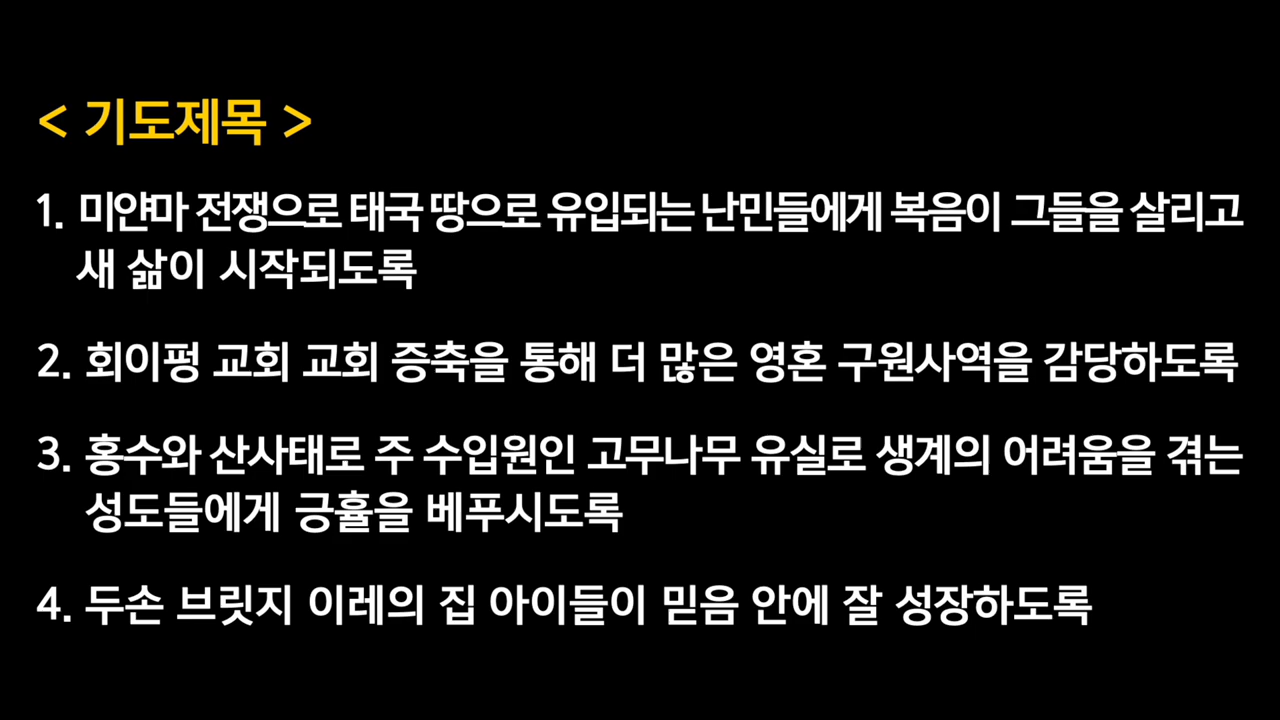 < 기도제목 >
1. 미얀마 전쟁으로 태국 땅으로 유입되는 난민들에게 복음이 그들을 살리고
새 삶이 시작되도록
2. 회이펑 교회 교회 증축을 통해 더 많은 영혼 구원사역을 감당하도록
3. 홍수와 산사태로 주 수입원인 고무나무 유실로 생계의 어려움을 겪는
성도들에게 긍휼을 베푸시도록
4. 두손 브릿지 이레의 집 아이들이 믿음 안에 잘 성장하도록